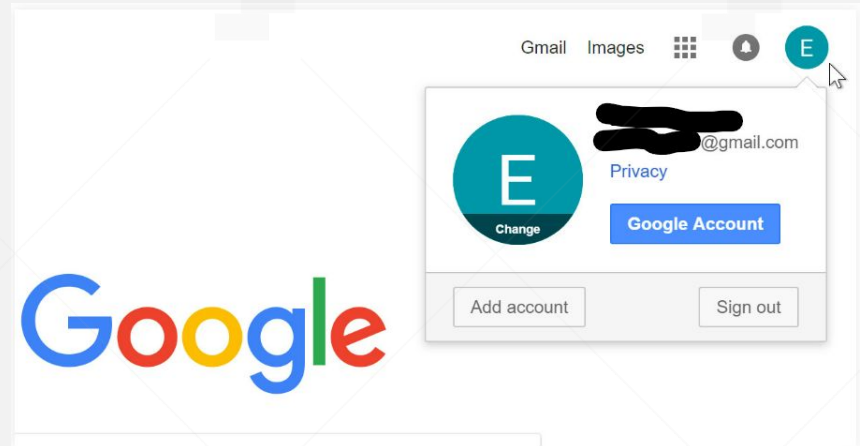 Gmail Images E
E
@gmail.com
Privacy
Change
Google Account
Add account Sign out
Google